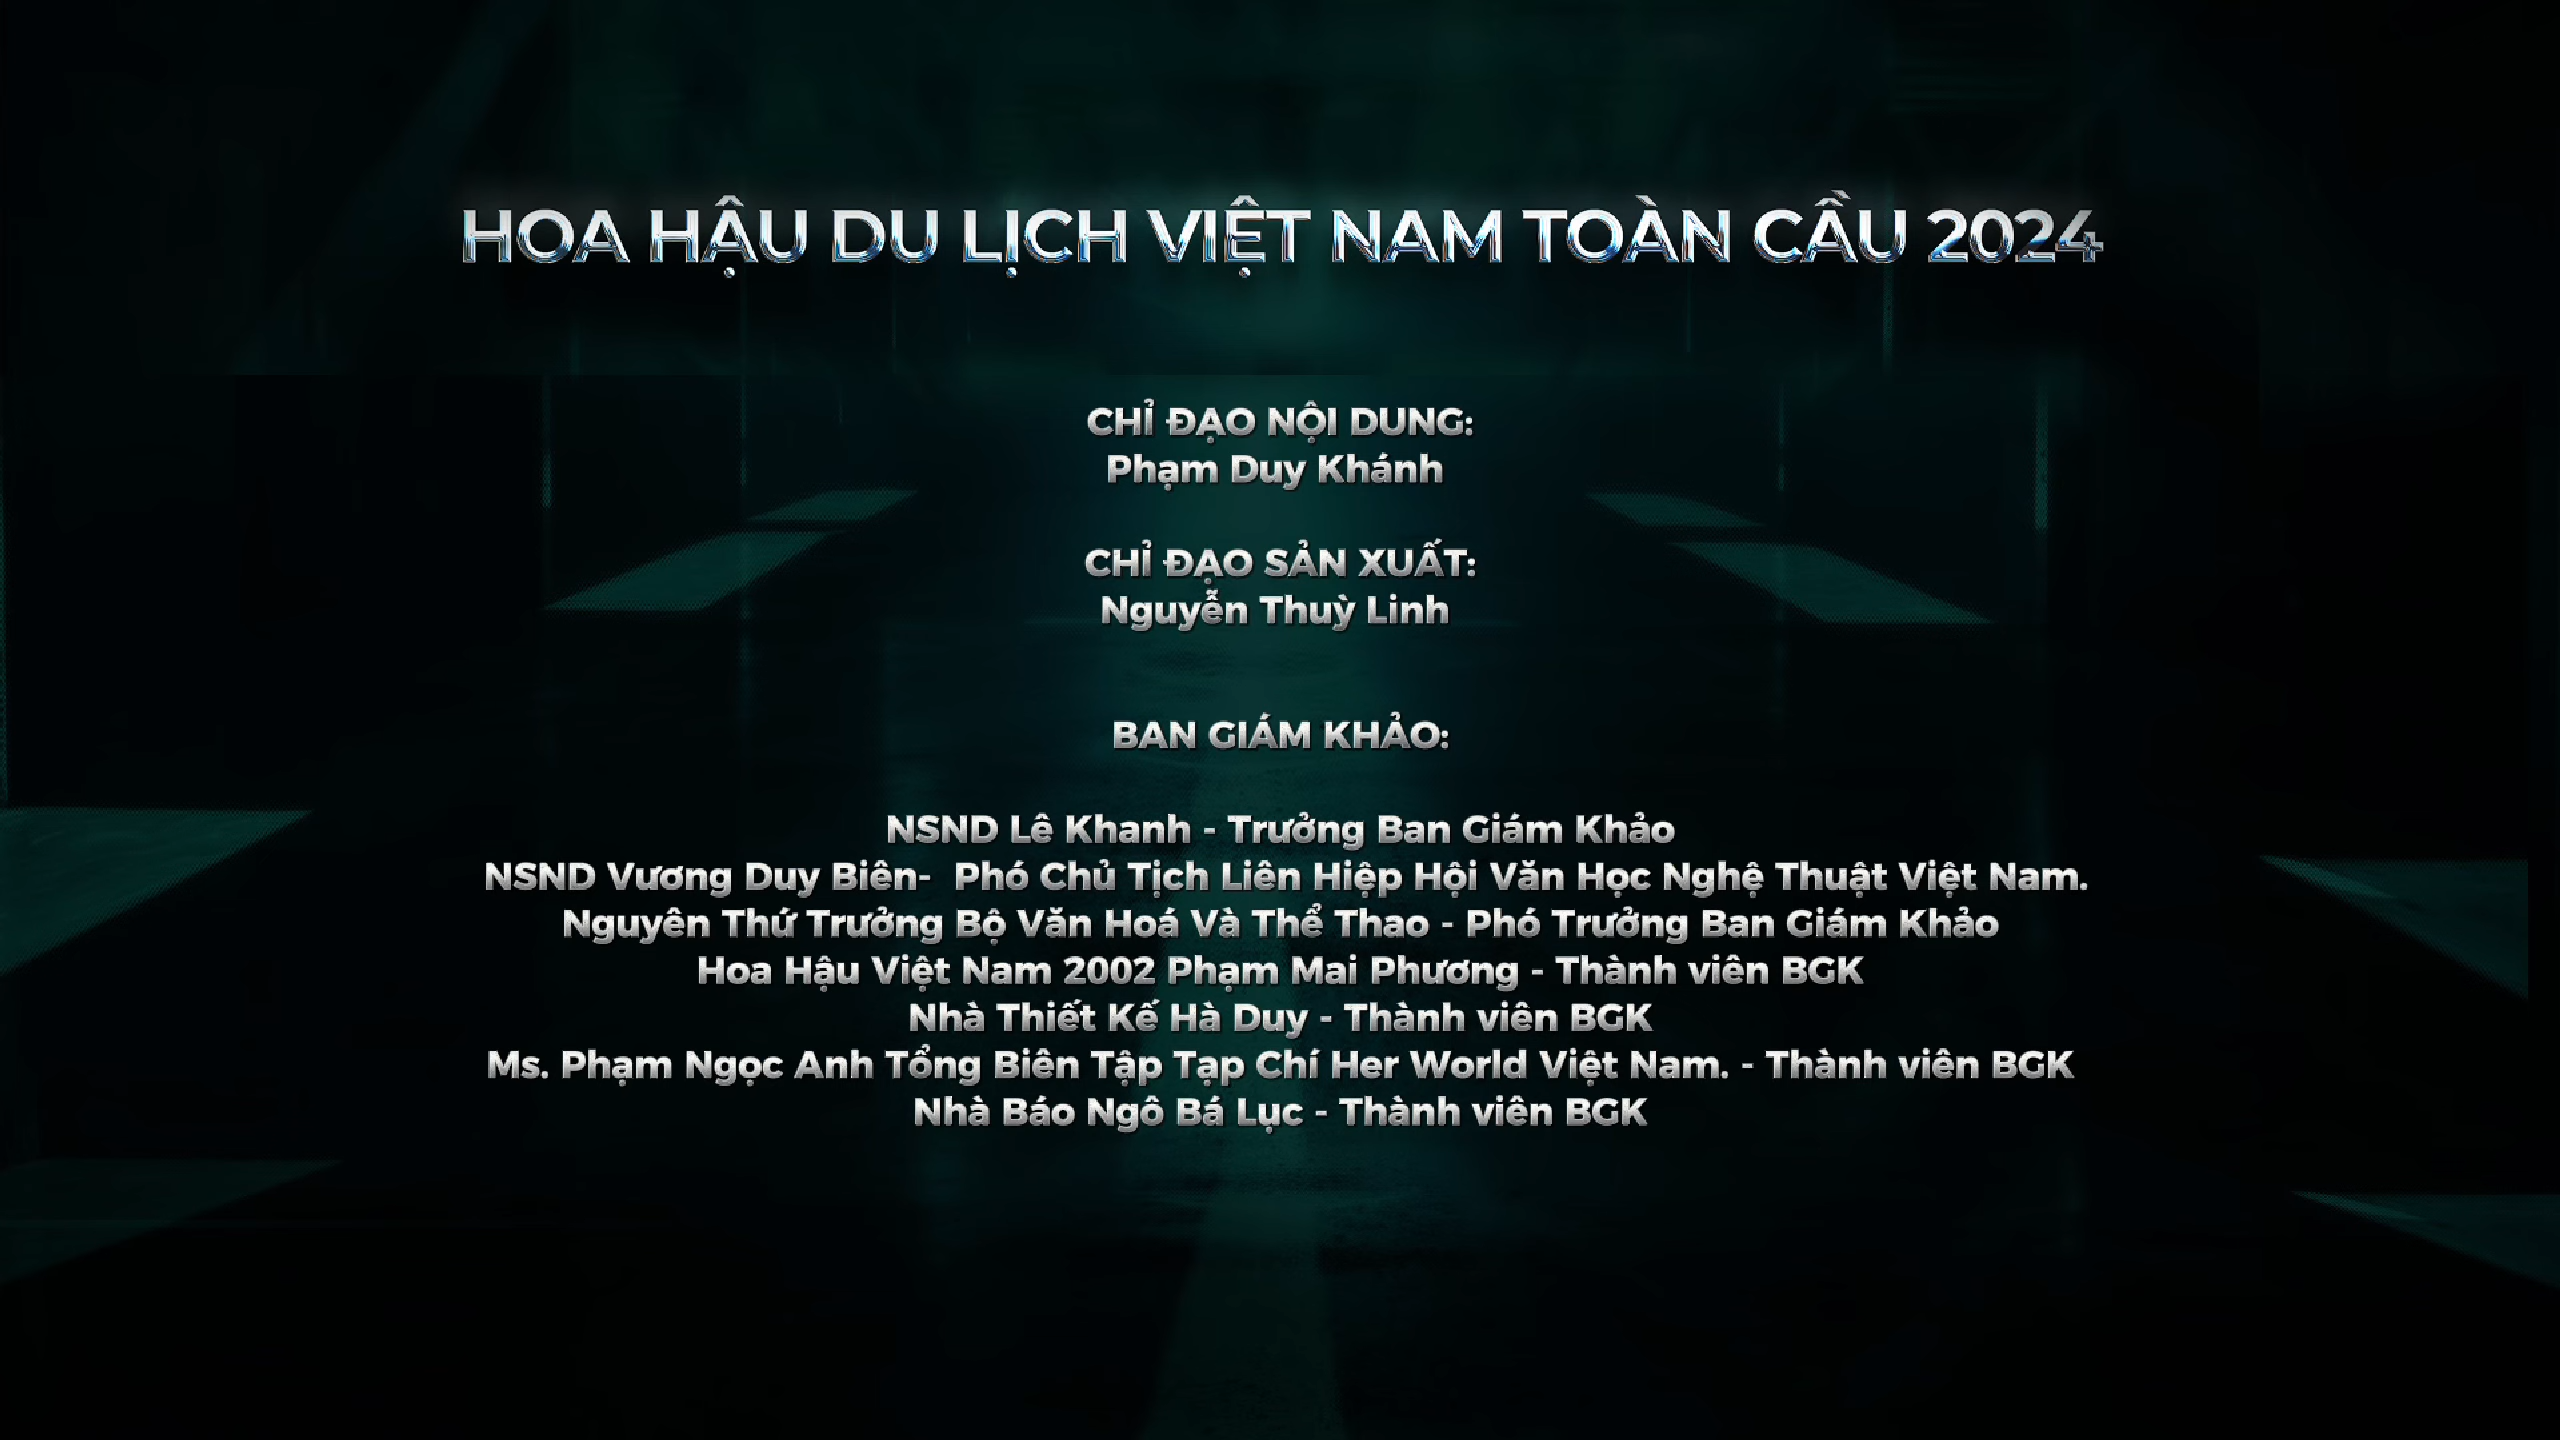 HOA HẬU DU LỊCH VIỆT NAM TOÀN CẦU 2024
CHỈ ĐẠO NỘI DUNG:
Phạm Duy Khánh
CHỈ ĐẠO SẢN XUẤT:
Nguyễn Thuỳ Linh
BAN GIÁM KHẢO:
NSND Lê Khanh - Trưởng Ban Giám Khảo
NSND Vương Duy Biên-  Phó Chủ Tịch Liên Hiệp Hội Văn Học Nghệ Thuật Việt Nam.
Nguyên Thứ Trưởng Bộ Văn Hoá Và Thể Thao - Phó Trưởng Ban Giám Khảo
Hoa Hậu Việt Nam 2002 Phạm Mai Phương - Thành viên BGK
Nhà Thiết Kế Hà Duy - Thành viên BGK
Ms. Phạm Ngọc Anh Tổng Biên Tập Tạp Chí Her World Việt Nam. - Thành viên BGK
Nhà Báo Ngô Bá Lục - Thành viên BGK